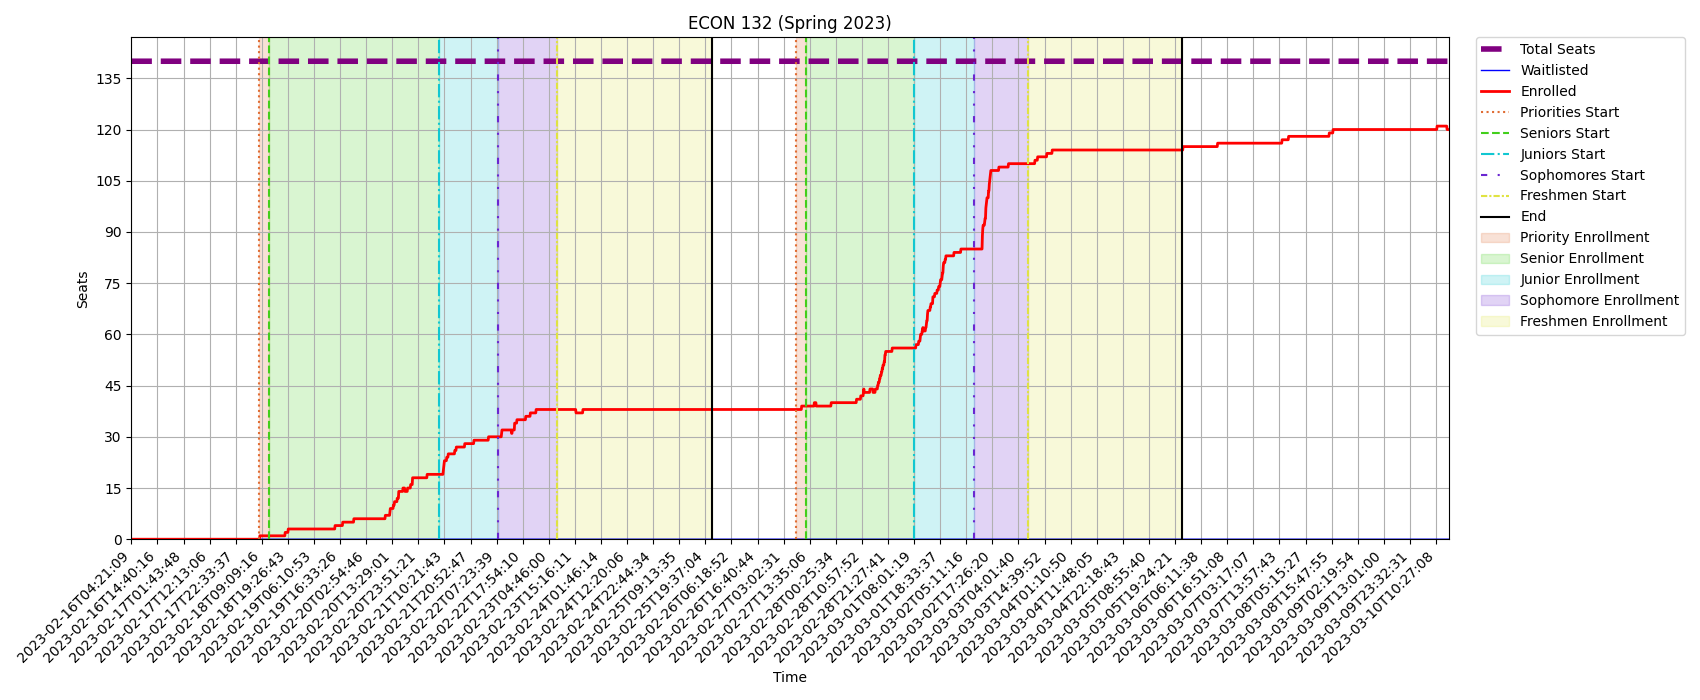 ECON 132 (Spring 2023)
Seats
135
120
105
90
75
60
45
30
15
0
2023-02-16T04:21:09
2023-02-16T14:40:16
2023-02-17T01:43:48
2023-02-17T12:13:06
2023-02-17T22:33:37
2023-02-18T09:09:16
2023-02-18T19:26:43
2023-02-19T06:10:53
2023-02-19T16:33:26
2023-02-20T02:54:46
2023-02-20T13:29:01
2023-02-20T23:51:21
2023-02-21T10:21:43
2023-02-21T20:52:47
2023-02-22T07:23:39
2023-02-22T17:54:10
2023-02-23T04:46:00
2023-02-23T15:16:11
2023-02-24T01:46:14
2023-02-24T12:20:06
2023-02-24T22:44:34
2023-02-25T09:13:35
2023-02-25T19:37:04
2023-02-26T06:18:52
2023-02-26T16:40:44
2023-02-27T03:02:31
2023-02-27T13:35:06
2023-02-28T00:25:34
2023-02-28T10:57:52
2023-02-28T21:27:41
2023-03-01T08:01:19
2023-03-01T18:33:37
2023-03-02T05:11:16
2023-03-02T17:26:20
2023-03-03T04:01:40
2023-03-03T14:39:52
2023-03-04T01:10:50
2023-03-04T11:48:05
2023-03-04T22:18:43
2023-03-05T08:55:40
2023-03-05T19:24:21
2023-03-06T06:11:38
2023-03-06T16:51:08
2023-03-07T03:17:07
2023-03-07T13:57:43
2023-03-08T05:15:27
2023-03-08T15:47:55
2023-03-09T02:19:54
2023-03-09T13:01:00
2023-03-09T23:32:31
2023-03-10T10:27:08
Time
Total Seats
Waitlisted
Enrolled
Priorities Start
Seniors Start
Juniors Start
Sophomores Start
Freshmen Start
End
Priority Enrollment
Senior Enrollment
Junior Enrollment
Sophomore Enrollment
Freshmen Enrollment